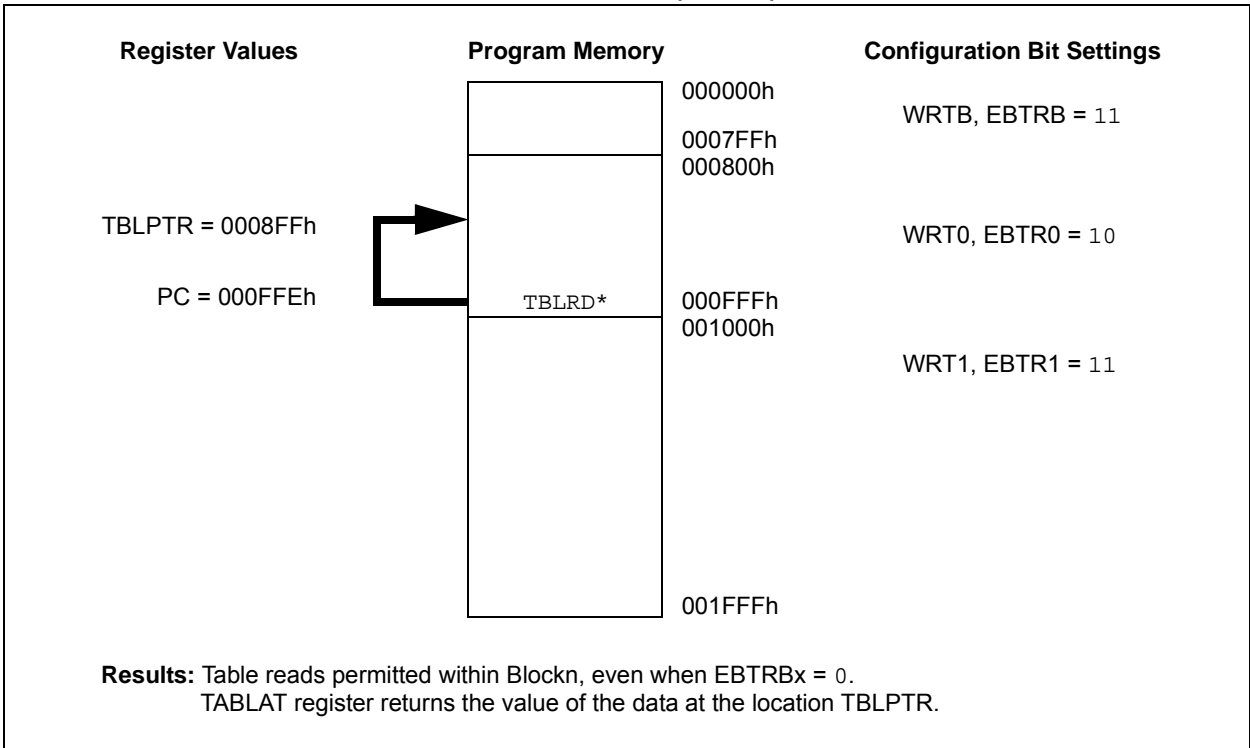 Register Values
Program Memory
Configuration Bit Settings
000000h
WRTB, EBTRB = 11
0007FFh
000800h
TBLPTR = 0008FFh
WRT0, EBTR0 = 10
PC = 000FFEh
TBLRD*
000FFFh
001000h
WRT1, EBTR1 = 11
001FFFh
Results: Table reads permitted within Blockn, even when EBTRBx = 0.
TABLAT register returns the value of the data at the location TBLPTR.